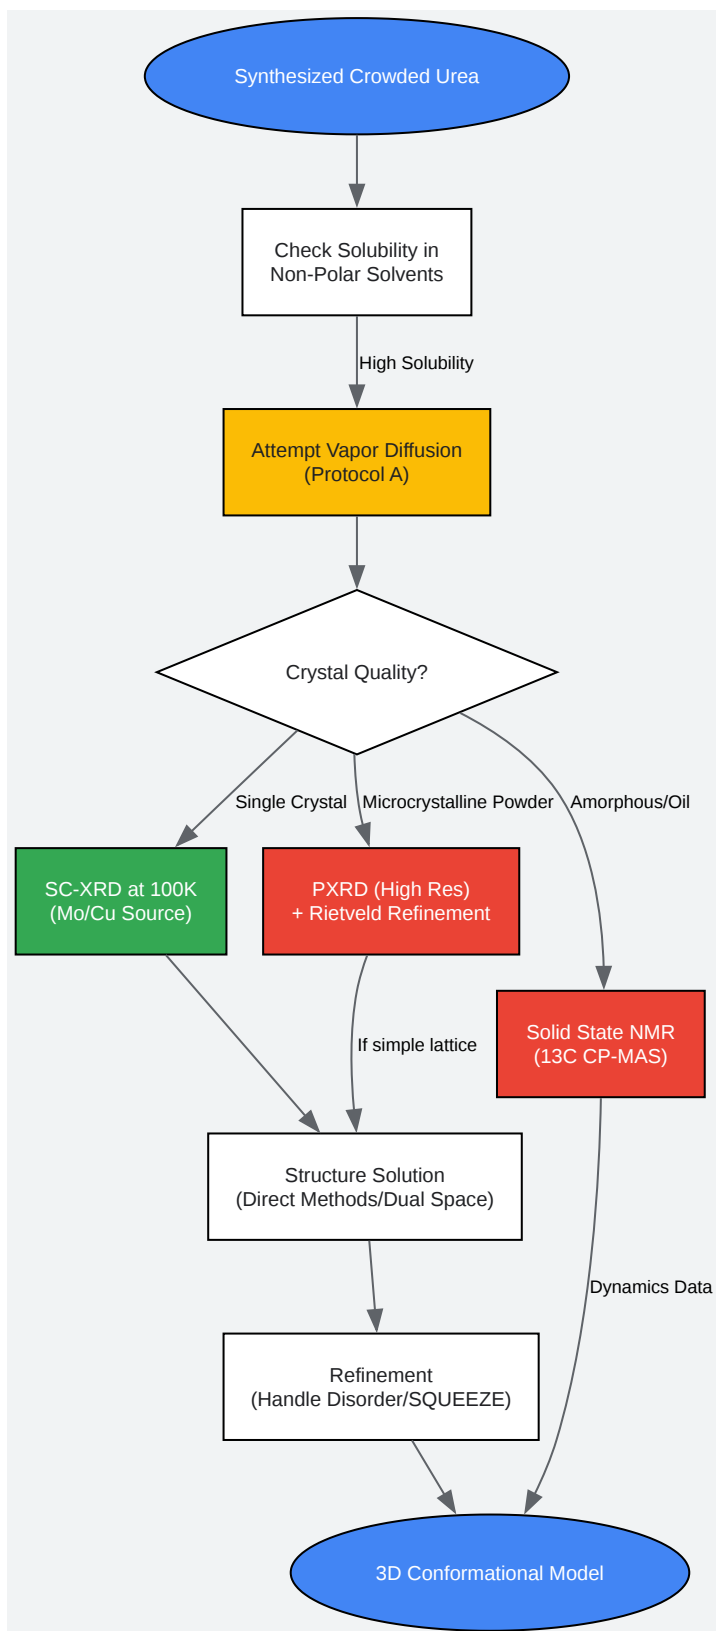 Synthesized Crowded Urea
Check Solubility in
Non-Polar Solvents
High Solubility
Attempt Vapor Diffusion
(Protocol A)
Crystal Quality?
Single Crystal
Microcrystalline Powder
Amorphous/Oil
SC-XRD at 100K
(Mo/Cu Source)
PXRD (High Res)
+ Rietveld Refinement
Solid State NMR
(13C CP-MAS)
If simple lattice
Structure Solution
(Direct Methods/Dual Space)
Dynamics Data
Refinement
(Handle Disorder/SQUEEZE)
3D Conformational Model